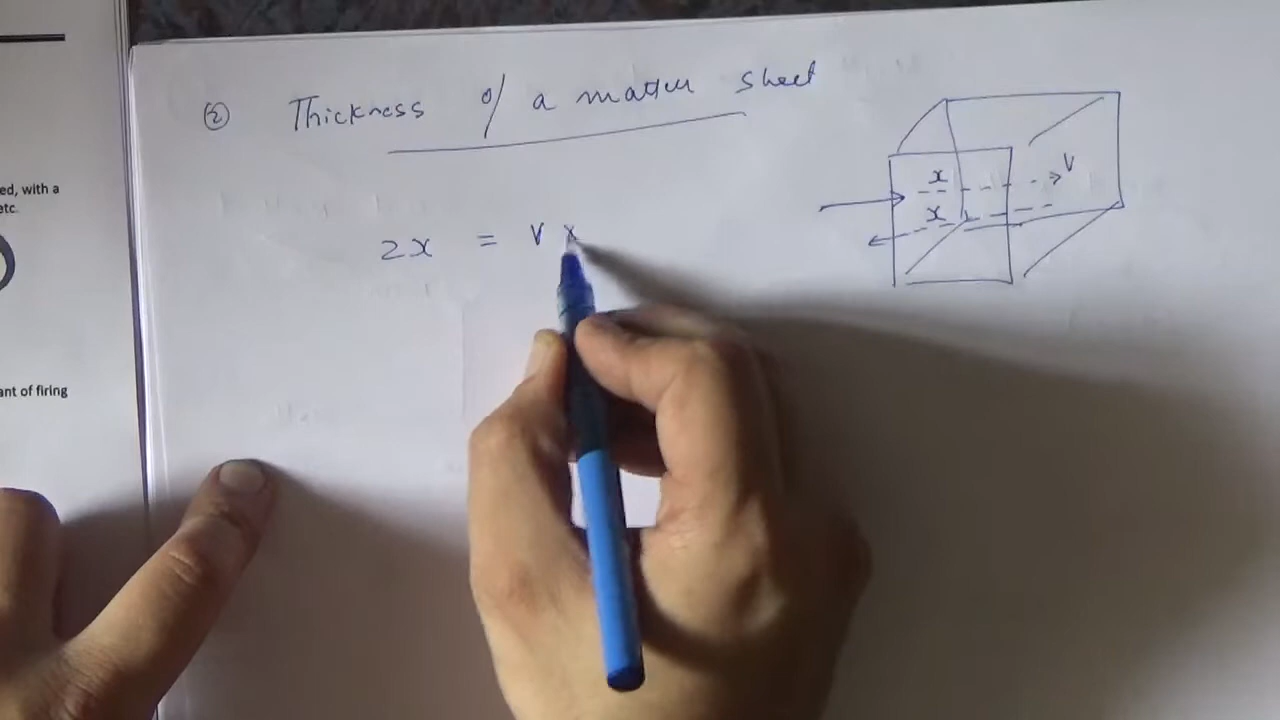 ② Thickness of a matter sheet
2x = V x
x
V
x
ed, with a
etc.
ant of firing